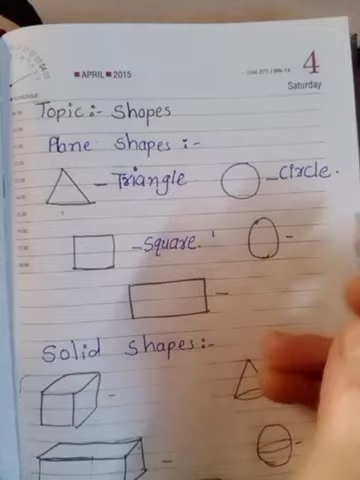 APRIL 2015
4
Saturday
Topic:- Shapes
Plane Shapes :-
Triangle
Circle.
Square.
Solid Shapes:-